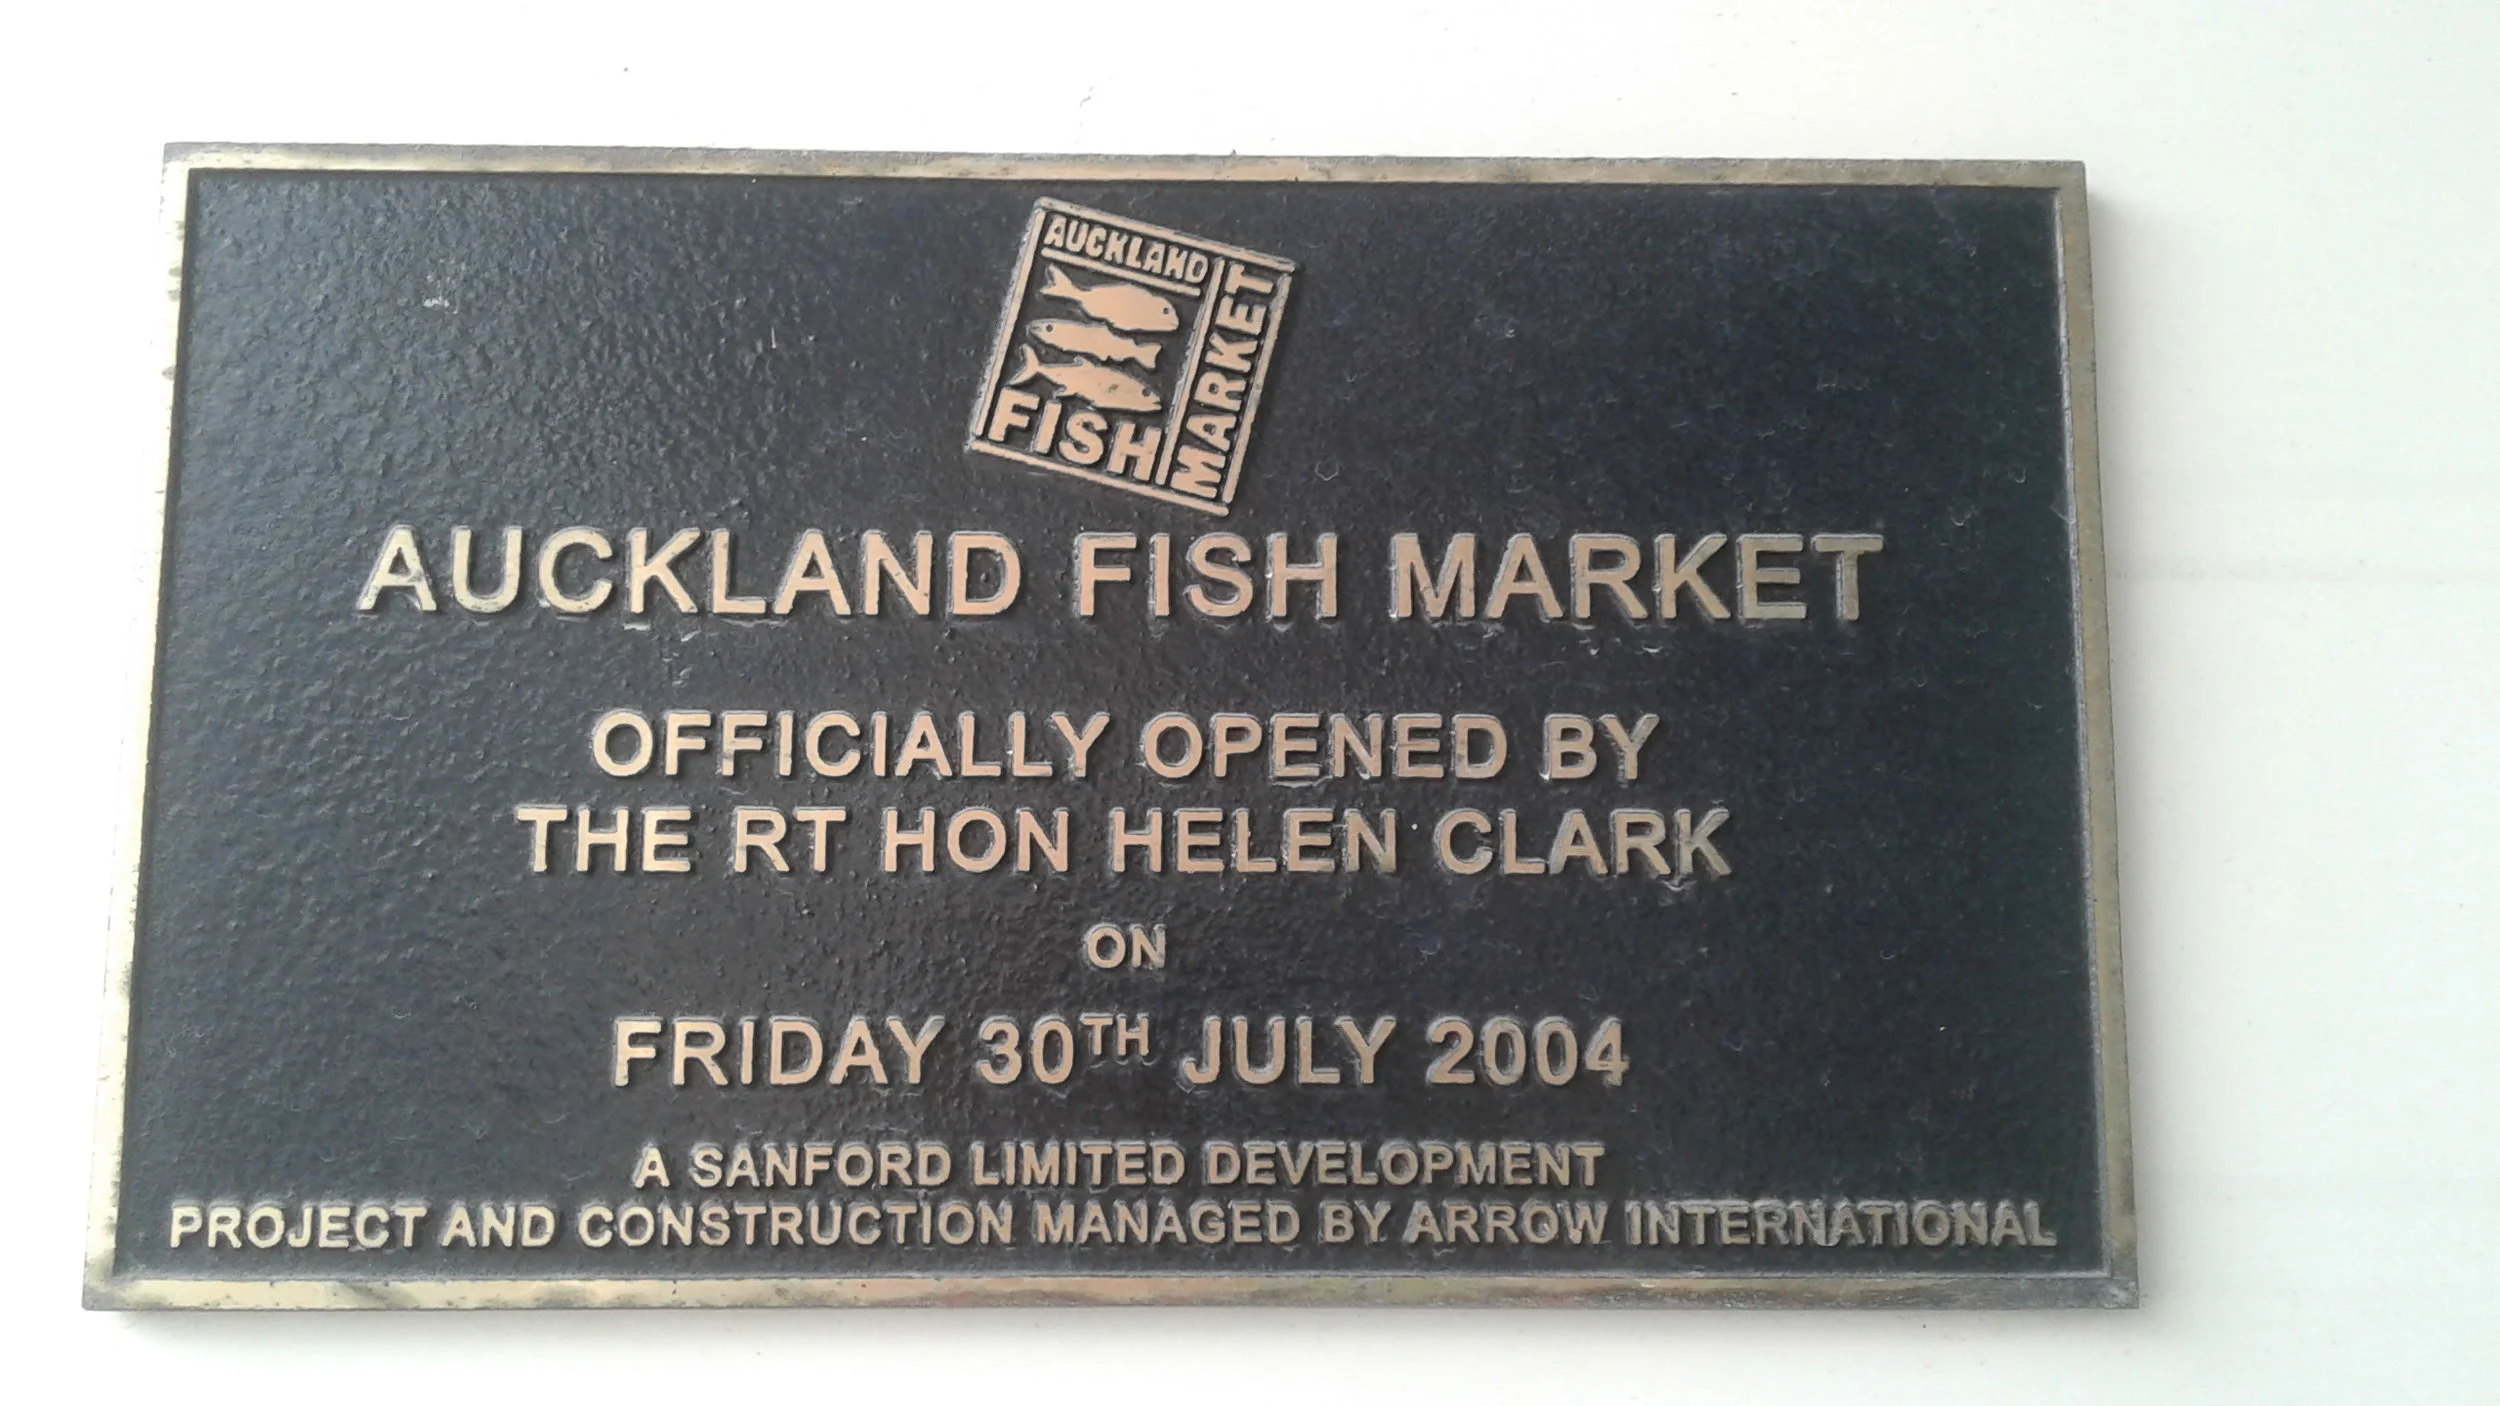 AUCKLAND
FISH
MARKET
AUCKLAND FISH MARKET
OFFICIALLY OPENED BY
THE RT HON HELEN CLARK
ON
FRIDAY 30TH JULY 2004
A SANFORD LIMITED DEVELOPMENT
PROJECT AND CONSTRUCTION MANAGED BY ARROW INTERNATIONAL